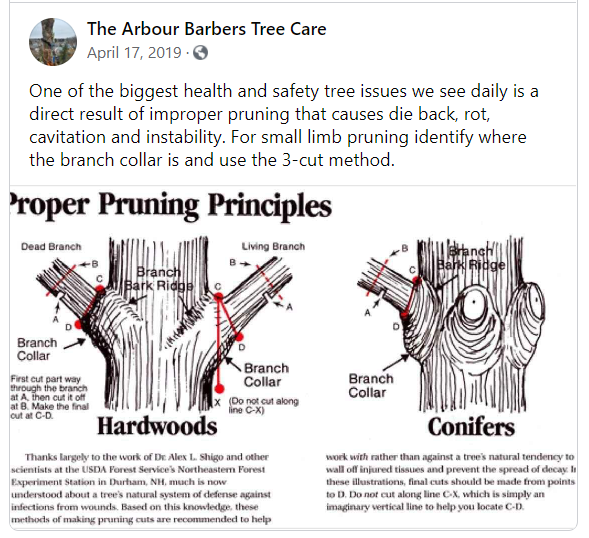 The Arbour Barbers Tree Care
April 17, 2019 ·
One of the biggest health and safety tree issues we see daily is a
direct result of improper pruning that causes die back, rot,
cavitation and instability. For small limb pruning identify where
the branch collar is and use the 3-cut method.
Proper Pruning Principles
Dead Branch
B
C
A
D
Branch
Bark Ridge
Living Branch
B
C
A
D
X
Branch
Collar
First cut part way
through the branch
at A, then cut it off
at B. Make the final
cut at C-D.
Branch
Collar
(Do not cut along
line C-X)
Hardwoods
B
C
A
D
Branch
Bark Ridge
Branch
Collar
Conifers
Thanks largely to the work of Dr. Alex L. Shigo and other
scientists at the USDA Forest Service's Northeastern Forest
Experiment Station in Durham, NH, much is now
understood about a tree's natural system of defense against
infections from wounds. Based on this knowledge, these
methods of making pruning cuts are recommended to help
work with rather than against a tree's natural tendency to
wall off injured tissues and prevent the spread of decay. In
these illustrations, final cuts should be made from points
to D. Do not cut along line C-X, which is simply an
imaginary vertical line to help you locate C-D.